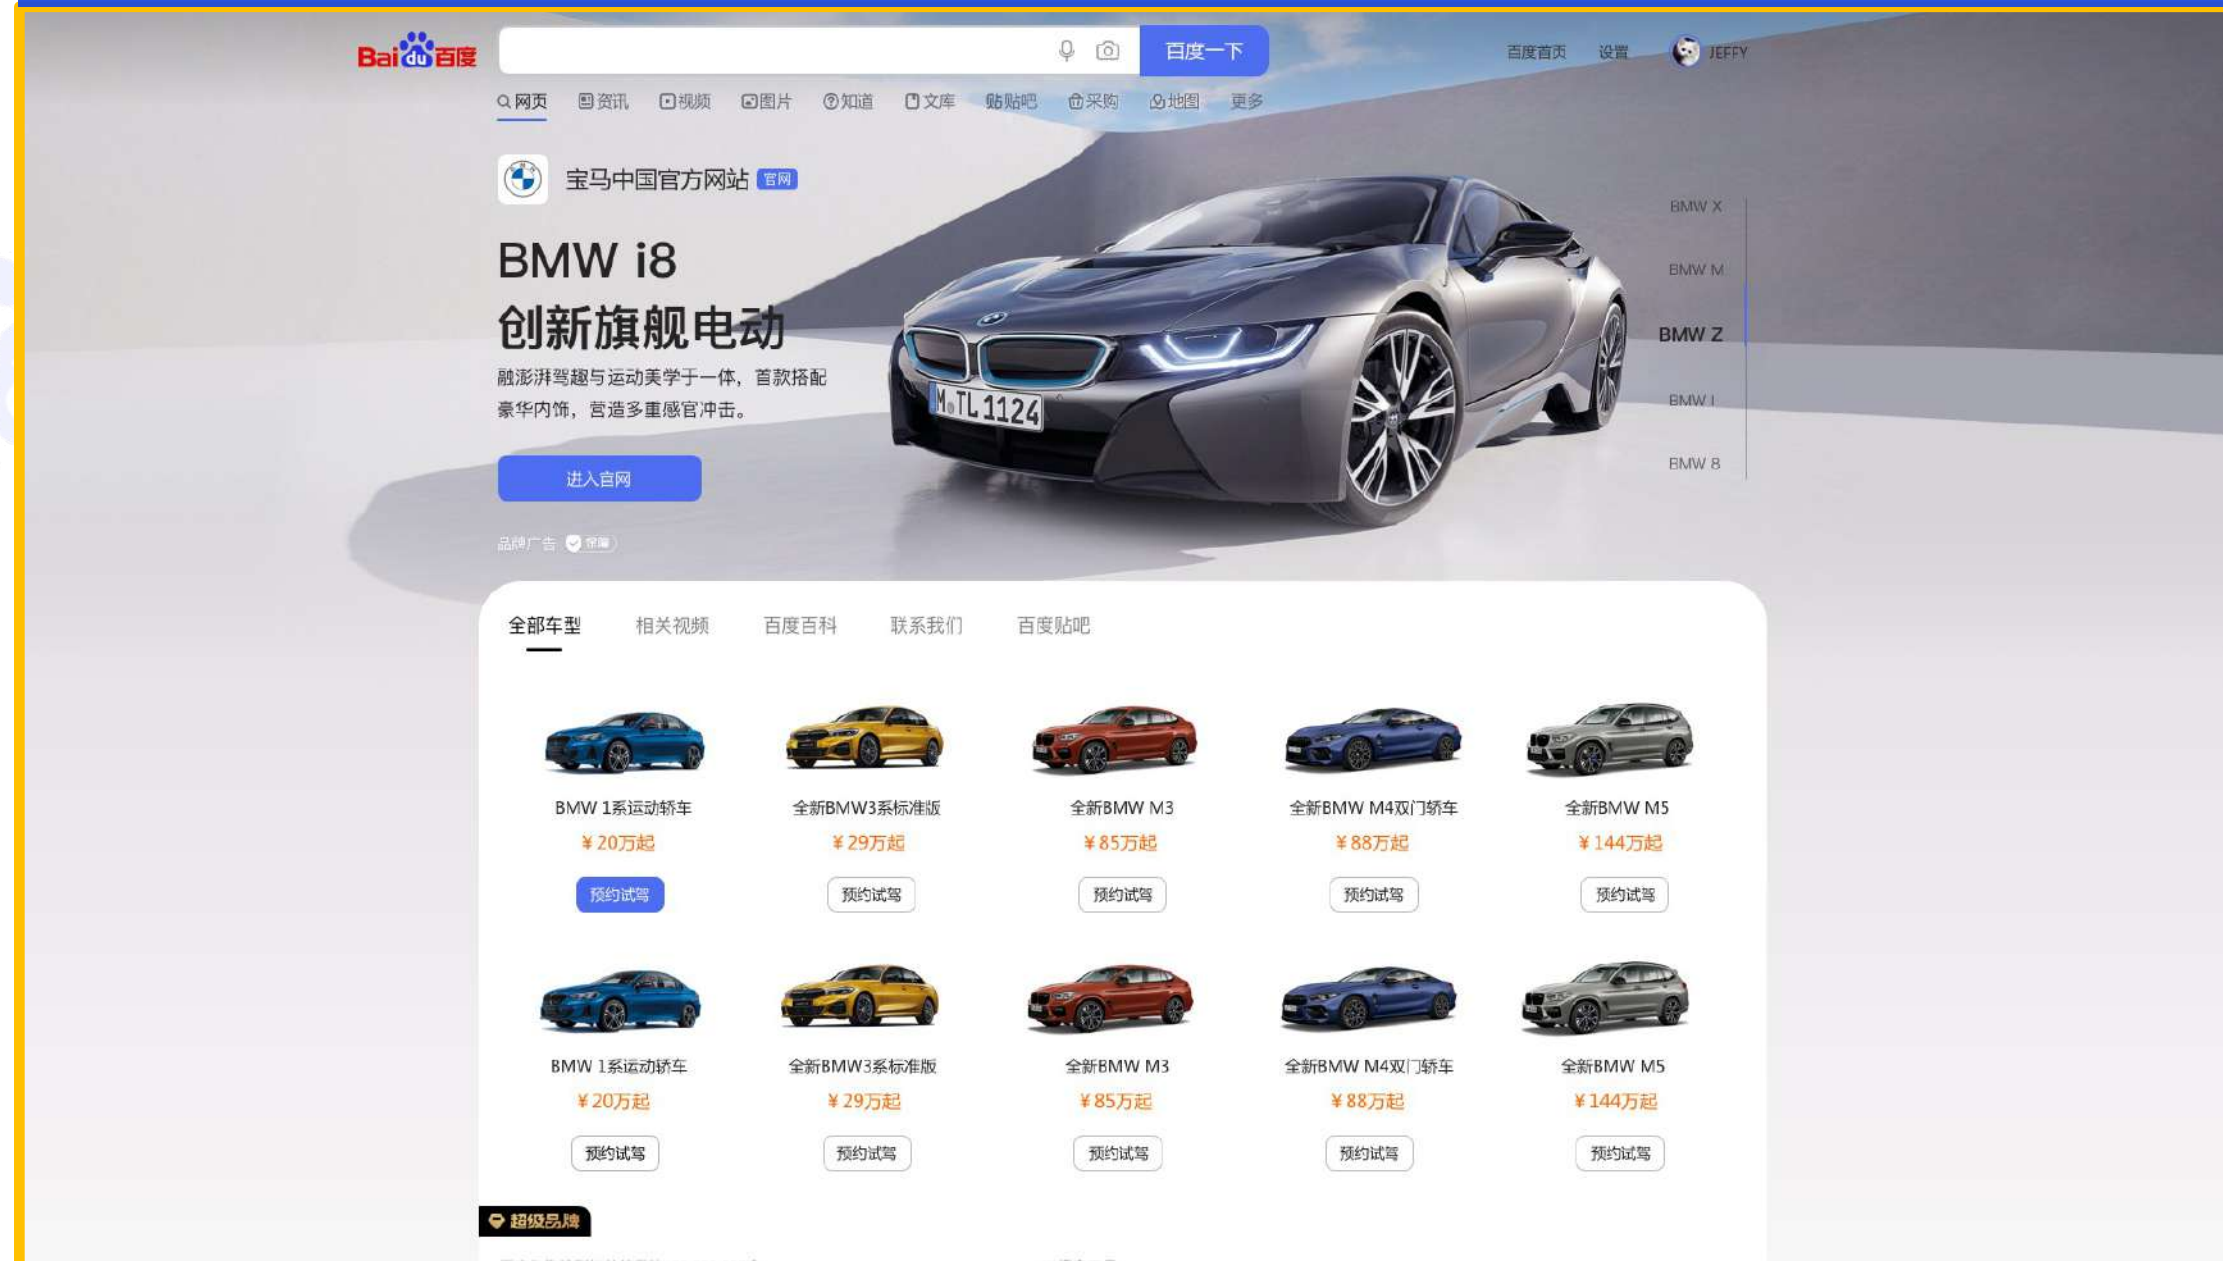 Bai du 百度
百度一下
百度首页 设置 JEFFY
网页 资讯 视频 图片 知道 文库 贴贴吧 采购 地图 更多
宝马中国官方网站 官网
BMW i8
创新旗舰电动
融澎湃驾趣与运动美学于一体，首款搭配
豪华内饰，营造多重感官冲击。
进入官网
品牌广告 保障
M TL 1124
BMW X
BMW M
BMW Z
BMW I
BMW 8
全部车型 相关视频 百度百科 联系我们 百度贴吧
BMW 1系运动轿车 全新BMW3系标准版 全新BMW M3 全新BMW M4双门轿车 全新BMW M5
¥20万起 ¥29万起 ¥85万起 ¥88万起 ¥144万起
预约试驾 预约试驾 预约试驾 预约试驾 预约试驾
BMW 1系运动轿车 全新BMW3系标准版 全新BMW M3 全新BMW M4双门轿车 全新BMW M5
¥20万起 ¥29万起 ¥85万起 ¥88万起 ¥144万起
预约试驾 预约试驾 预约试驾 预约试驾 预约试驾
超级品牌